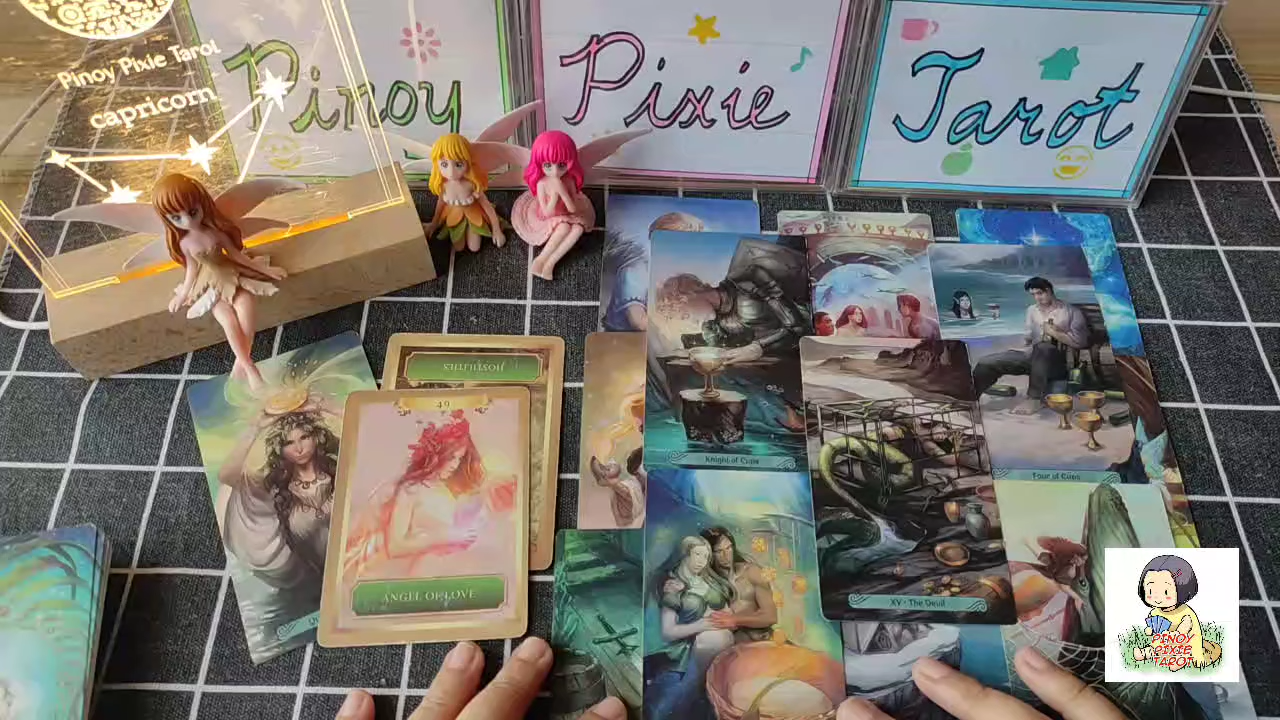 Pinoy Pixie Tarot
capricorn
Pinoy
Pixie
Tarot
HOSTILITIES
49
ANGEL OF LOVE
Knight of Cups
Four of Cups
XV • The Devil
PINOY
PIXIE
TAROT